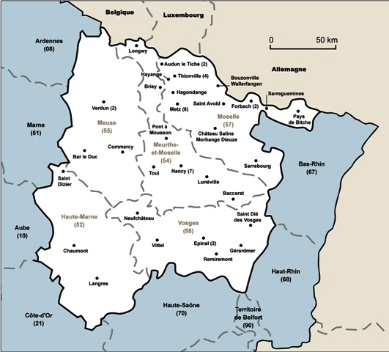 Belgique
Luxembourg
0 50 km
Ardennes
(08)
Allemagne
Longwy
Audun le Tiche (2)
Hayange
Thionville (4)
Briey
Hagondange
Bouzonville
Wallerfangen
Sarreguemines
Verdun (2)
Metz (6)
Saint Avold
Forbach (2)
Pays
de Bitche
Moselle
(57)
Meuse
(55)
Pont à
Mousson
Château Salins
Morhange Dieuze
Marne
(51)
Meurthe-
et-Moselle
(54)
Bar le Duc
Commercy
Sarrebourg
Bas-Rhin
(67)
Toul
Nancy (7)
Lunéville
Saint
Dizier
Baccarat
Haute-Marne
(52)
Neufchâteau
Vosges
(88)
Saint Dié
des Vosges
Aube
(10)
Chaumont
Vittel
Epinal (2)
Gérardmer
Remiremont
Langres
Haut-Rhin
(68)
Côte-d'Or
(21)
Haute-Saône
(70)
Territoire
de Belfort
(90)